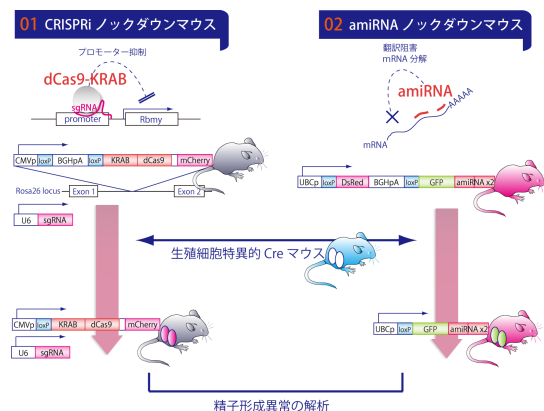 01 CRISPRi ノックダウンマウス
プロモーター抑制
dCas9-KRAB
sgRNA
promoter Rbmy
CMVp loxP BGHpA loxP KRAB dCas9 mCherry
Rosa26 locus Exon 1 Exon 2
U6 sgRNA
02 amiRNA ノックダウンマウス
翻訳阻害
mRNA 分解
amiRNA
AAAAA
mRNA
UBCp loxP DsRed BGHpA loxP GFP amiRNA x2
生殖細胞特異的 Cre マウス
CMVp loxP KRAB dCas9 mCherry
U6 sgRNA
UBCp loxP GFP amiRNA x2
精子形成異常の解析